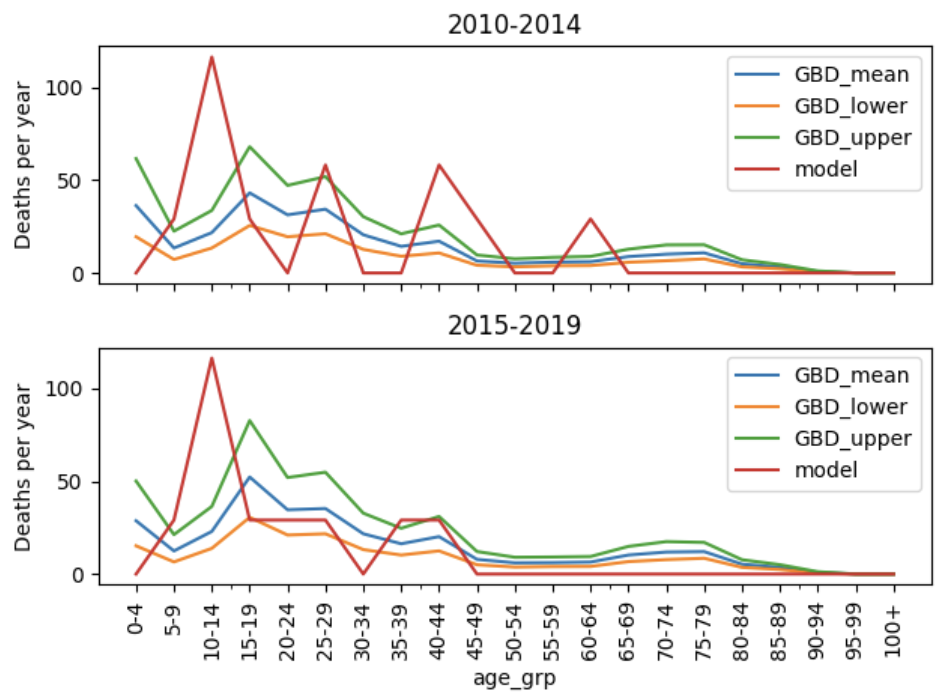 2010-2014
Deaths per year
100
50
0
GBD_mean
GBD_lower
GBD_upper
model
2015-2019
Deaths per year
100
50
0
GBD_mean
GBD_lower
GBD_upper
model
0-4
5-9
10-14
15-19
20-24
25-29
30-34
35-39
40-44
45-49
50-54
55-59
60-64
65-69
70-74
75-79
80-84
85-89
90-94
95-99
100+
age_grp